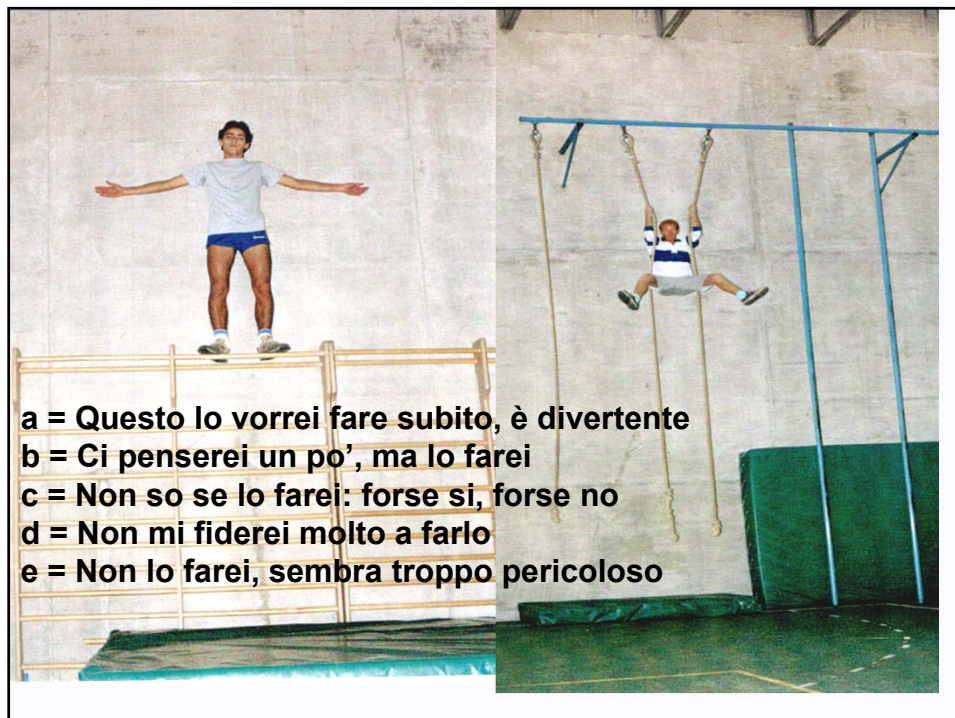 a = Questo lo vorrei fare subito, è divertente
b = Ci penserei un po’, ma lo farei
c = Non so se lo farei: forse si, forse no
d = Non mi fiderei molto a farlo
e = Non lo farei, sembra troppo pericoloso